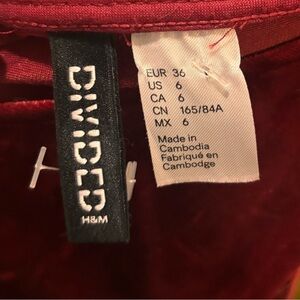 DIVIDED
H&M
EUR 36
US 6
CA 6
CN 165/84A
MX 6
Made in
Cambodia
Fabriqué en
Cambodge